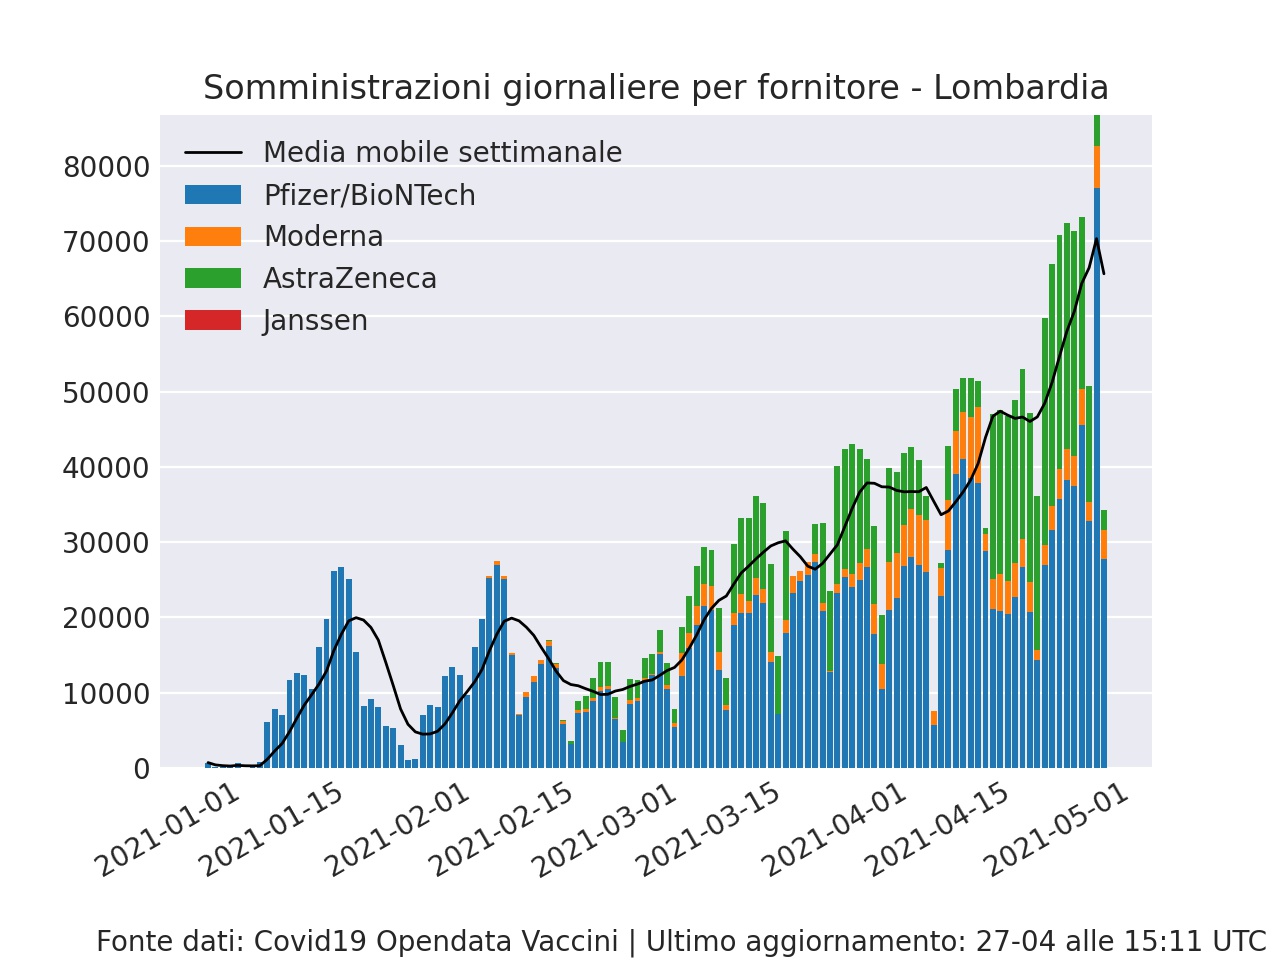 Somministrazioni giornaliere per fornitore - Lombardia
Media mobile settimanale
Pfizer/BioNTech
Moderna
AstraZeneca
Janssen
80000
70000
60000
50000
40000
30000
20000
10000
0
2021-01-01
2021-01-15
2021-02-01
2021-02-15
2021-03-01
2021-03-15
2021-04-01
2021-04-15
2021-05-01
Fonte dati: Covid19 Opendata Vaccini | Ultimo aggiornamento: 27-04 alle 15:11 UTC